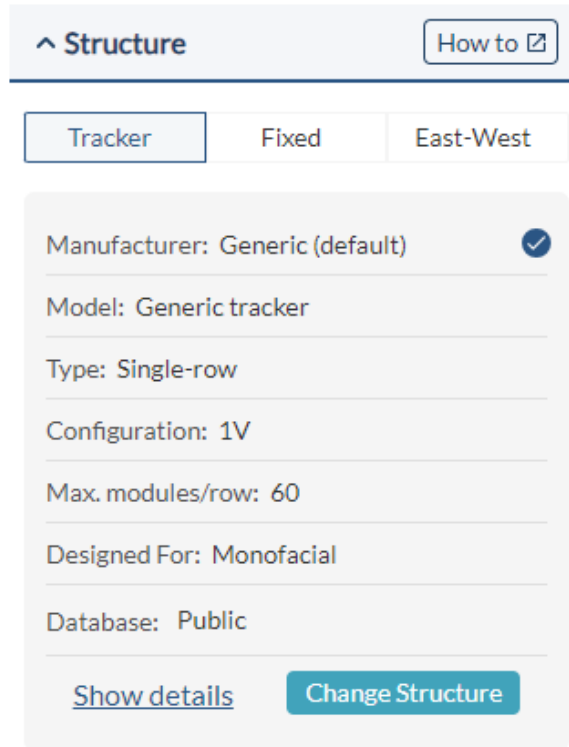 Structure
How to
Tracker Fixed East-West
Manufacturer: Generic (default)
Model: Generic tracker
Type: Single-row
Configuration: 1V
Max. modules/row: 60
Designed For: Monofacial
Database: Public
Show details Change Structure